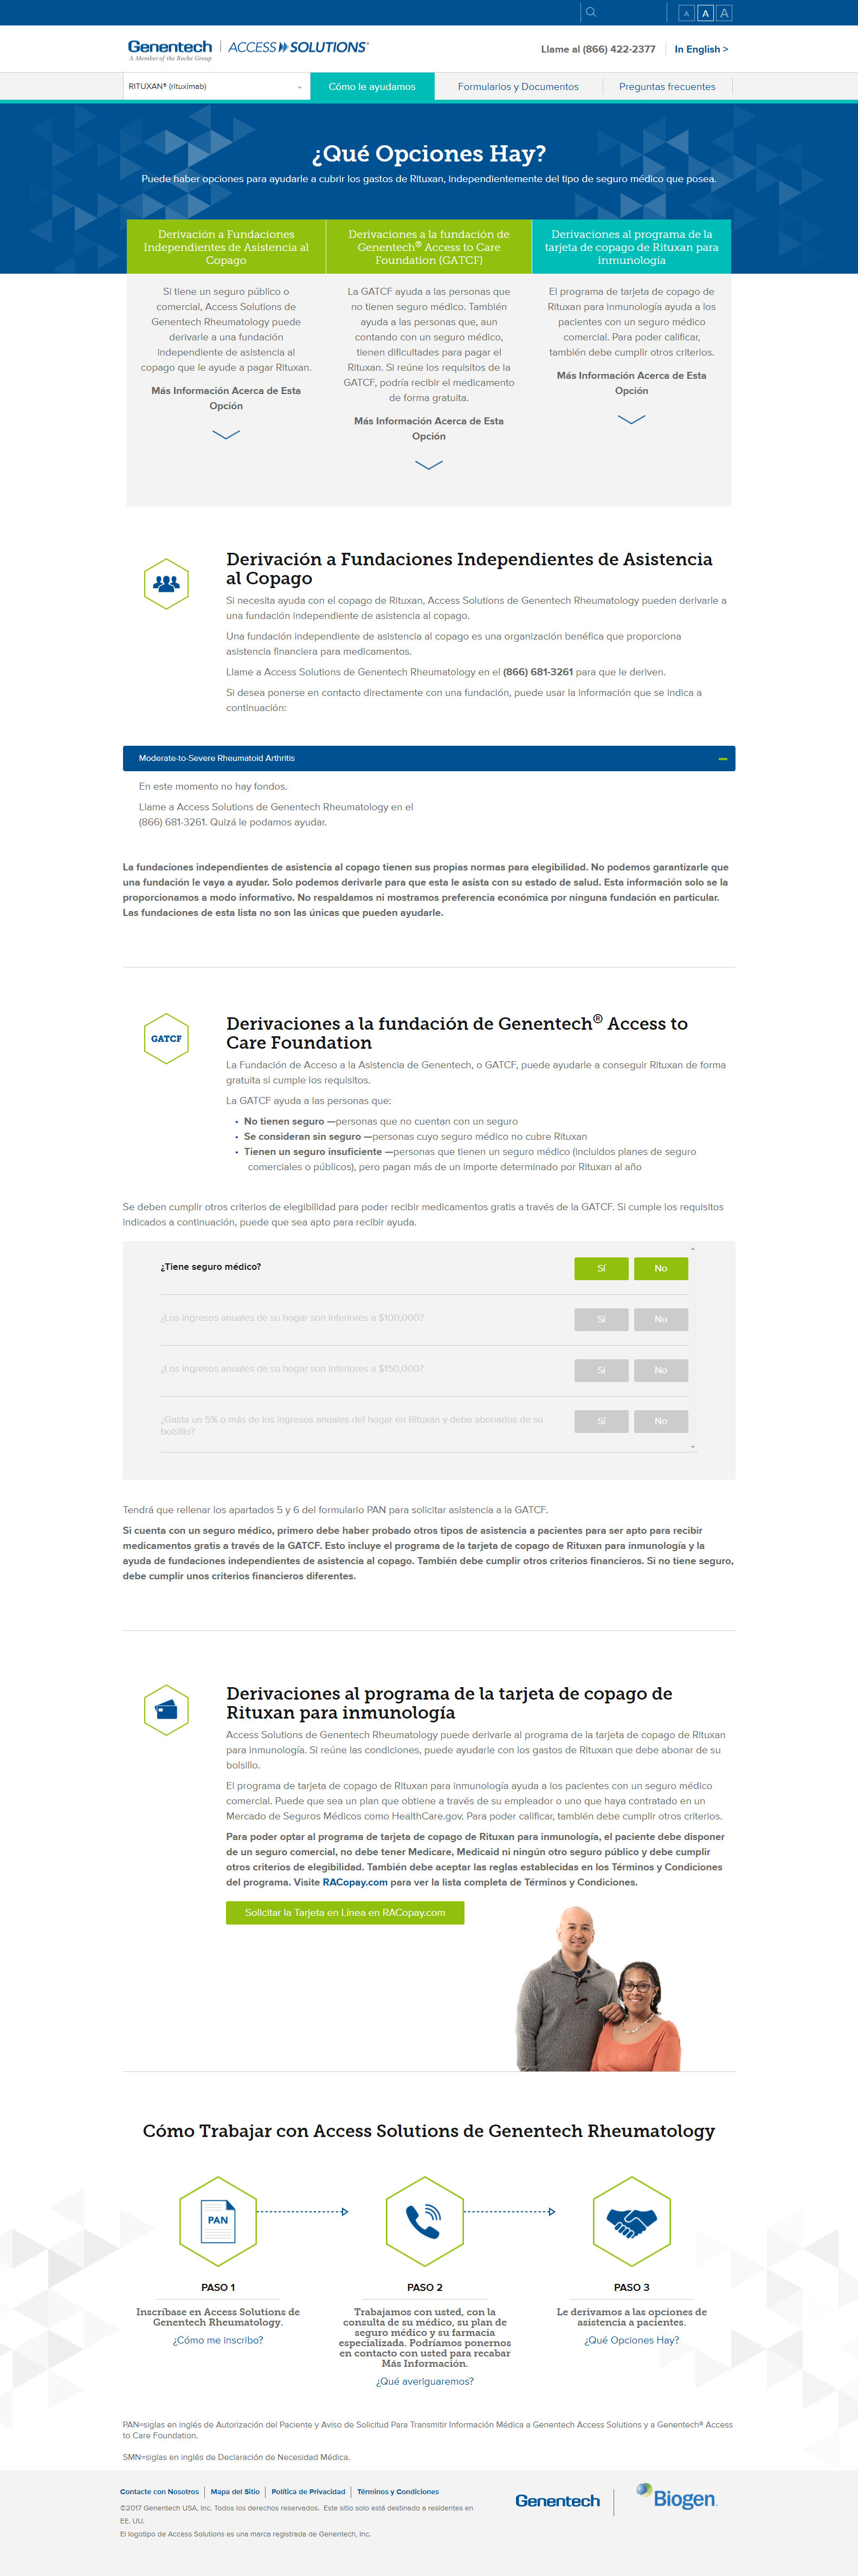 A A A
Genentech ACCESS SOLUTIONS®
A Member of the Roche Group
Llame al (866) 422-2377 In English >
RITUXAN® (rituximab) Cómo le ayudamos Formularios y Documentos Preguntas frecuentes
¿Qué Opciones Hay?
Puede haber opciones para ayudarle a cubrir los gastos de Rituxan, independientemente del tipo de seguro médico que posea.
Derivación a Fundaciones
Independientes de Asistencia al
Copago
Si tiene un seguro público o
comercial, Access Solutions de
Genentech Rheumatology puede
derivarle a una fundación
independiente de asistencia al
copago que le ayude a pagar Rituxan.
Más Información Acerca de Esta
Opción
Derivaciones a la fundación de
Genentech® Access to Care
Foundation (GATCF)
La GATCF ayuda a las personas que
no tienen seguro médico. También
ayuda a las personas que, aun
contando con un seguro médico,
tienen dificultades para pagar el
Rituxan. Si reúne los requisitos de la
GATCF, podría recibir el medicamento
de forma gratuita.
Más Información Acerca de Esta
Opción
Derivaciones al programa de la
tarjeta de copago de Rituxan para
inmunología
El programa de tarjeta de copago de
Rituxan para inmunología ayuda a los
pacientes con un seguro médico
comercial. Para poder calificar,
también debe cumplir otros criterios.
Más Información Acerca de Esta
Opción
Derivación a Fundaciones Independientes de Asistencia
al Copago
Si necesita ayuda con el copago de Rituxan, Access Solutions de Genentech Rheumatology pueden derivarle a
una fundación independiente de asistencia al copago.
Una fundación independiente de asistencia al copago es una organización benéfica que proporciona
asistencia financiera para medicamentos.
Llame a Access Solutions de Genentech Rheumatology en el (866) 681-3261 para que le deriven.
Si desea ponerse en contacto directamente con una fundación, puede usar la información que se indica a
continuación:
Moderate-to-Severe Rheumatoid Arthritis
En este momento no hay fondos.
Llame a Access Solutions de Genentech Rheumatology en el
(866) 681-3261. Quizá le podamos ayudar.
La fundaciones independientes de asistencia al copago tienen sus propias normas para elegibilidad. No podemos garantizarle que
una fundación le vaya a ayudar. Solo podemos derivarle para que esta le asista con su estado de salud. Esta información solo se la
proporcionamos a modo informativo. No respaldamos ni mostramos preferencia económica por ninguna fundación en particular.
Las fundaciones de esta lista no son las únicas que pueden ayudarle.
GATCF
Derivaciones a la fundación de Genentech® Access to
Care Foundation
La Fundación de Acceso a la Asistencia de Genentech, o GATCF, puede ayudarle a conseguir Rituxan de forma
gratuita si cumple los requisitos.
La GATCF ayuda a las personas que:
• No tienen seguro —personas que no cuentan con un seguro
• Se consideran sin seguro —personas cuyo seguro médico no cubre Rituxan
• Tienen un seguro insuficiente —personas que tienen un seguro médico (incluidos planes de seguro
comerciales o públicos), pero pagan más de un importe determinado por Rituxan al año
Se deben cumplir otros criterios de elegibilidad para poder recibir medicamentos gratis a través de la GATCF. Si cumple los requisitos
indicados a continuación, puede que sea apto para recibir ayuda.
¿Tiene seguro médico? Sí No
¿Los ingresos anuales de su hogar son inferiores a $100,000? Sí No
¿Los ingresos anuales de su hogar son inferiores a $150,000? Sí No
¿Gasta un 5% o más de los ingresos anuales del hogar en Rituxan y debe abonarlos de su
bolsillo? Sí No
Tendrá que rellenar los apartados 5 y 6 del formulario PAN para solicitar asistencia a la GATCF.
Si cuenta con un seguro médico, primero debe haber probado otros tipos de asistencia a pacientes para ser apto para recibir
medicamentos gratis a través de la GATCF. Esto incluye el programa de la tarjeta de copago de Rituxan para inmunología y la
ayuda de fundaciones independientes de asistencia al copago. También debe cumplir otros criterios financieros. Si no tiene seguro,
debe cumplir unos criterios financieros diferentes.
Derivaciones al programa de la tarjeta de copago de
Rituxan para inmunología
Access Solutions de Genentech Rheumatology puede derivarle al programa de la tarjeta de copago de Rituxan
para inmunología. Si reúne las condiciones, puede ayudarle con los gastos de Rituxan que debe abonar de su
bolsillo.
El programa de tarjeta de copago de Rituxan para inmunología ayuda a los pacientes con un seguro médico
comercial. Puede que sea un plan que obtiene a través de su empleador o uno que haya contratado en un
Mercado de Seguros Médicos como HealthCare.gov. Para poder calificar, también debe cumplir otros criterios.
Para poder optar al programa de tarjeta de copago de Rituxan para inmunología, el paciente debe disponer
de un seguro comercial, no debe tener Medicare, Medicaid ni ningún otro seguro público y debe cumplir
otros criterios de elegibilidad. También debe aceptar las reglas establecidas en los Términos y Condiciones
del programa. Visite RACopay.com para ver la lista completa de Términos y Condiciones.
Solicitar la Tarjeta en Línea en RACopay.com
Cómo Trabajar con Access Solutions de Genentech Rheumatology
PAN
PASO 1
Inscríbase en Access Solutions de
Genentech Rheumatology.
¿Cómo me inscribo?
PASO 2
Trabajamos con usted, con la
consulta de su médico, su plan de
seguro médico y su farmacia
especializada. Podríamos ponernos
en contacto con usted para recabar
Más Información.
¿Qué averiguaremos?
PASO 3
Le derivamos a las opciones de
asistencia a pacientes.
¿Qué Opciones Hay?
PAN=siglas en inglés de Autorización del Paciente y Aviso de Solicitud Para Transmitir Información Médica a Genentech Access Solutions y a Genentech® Access
to Care Foundation.
SMN=siglas en inglés de Declaración de Necesidad Médica.
Contacte con Nosotros Mapa del Sitio Política de Privacidad Términos y Condiciones
©2017 Genentech USA, Inc. Todos los derechos reservados. Este sitio solo está destinado a residentes en
EE. UU.
El logotipo de Access Solutions es una marca registrada de Genentech, Inc.
Genentech Biogen